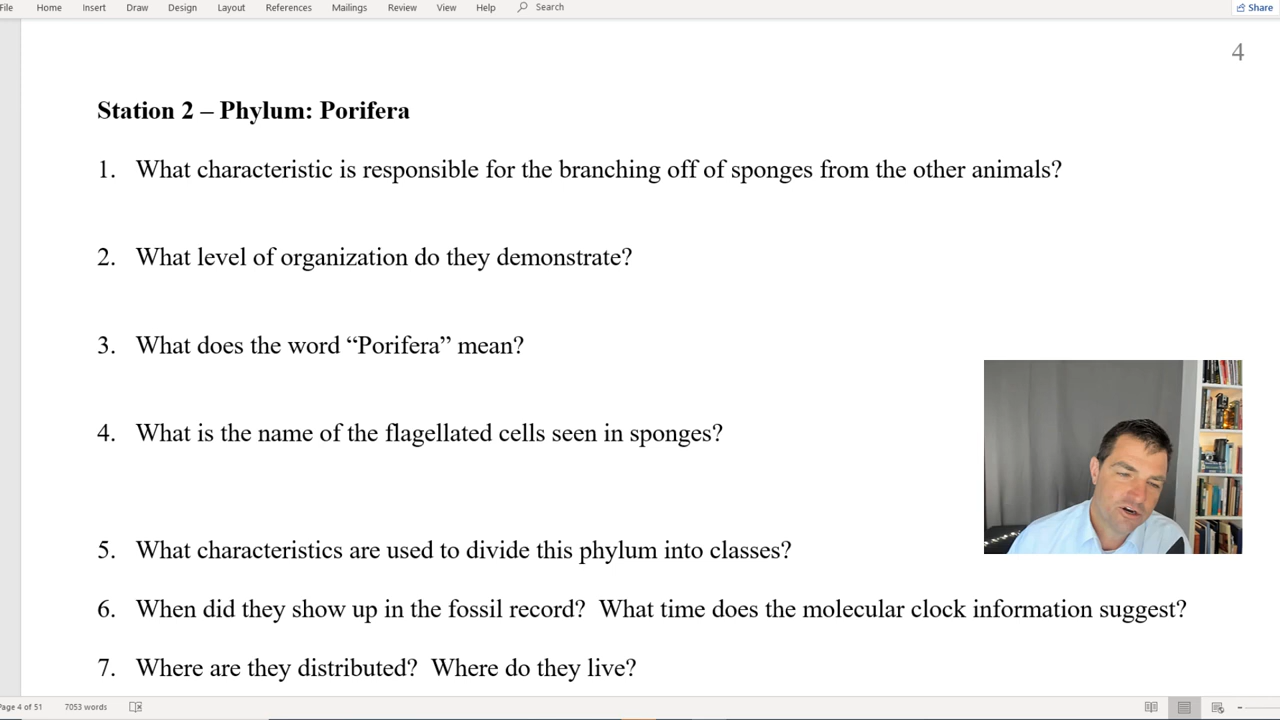 File Home Insert Draw Design Layout References Mailings Review View Help Search Share
4
Station 2 – Phylum: Porifera
1. What characteristic is responsible for the branching off of sponges from the other animals?
2. What level of organization do they demonstrate?
3. What does the word “Porifera” mean?
4. What is the name of the flagellated cells seen in sponges?
5. What characteristics are used to divide this phylum into classes?
6. When did they show up in the fossil record? What time does the molecular clock information suggest?
7. Where are they distributed? Where do they live?
Page 4 of 51 7053 words